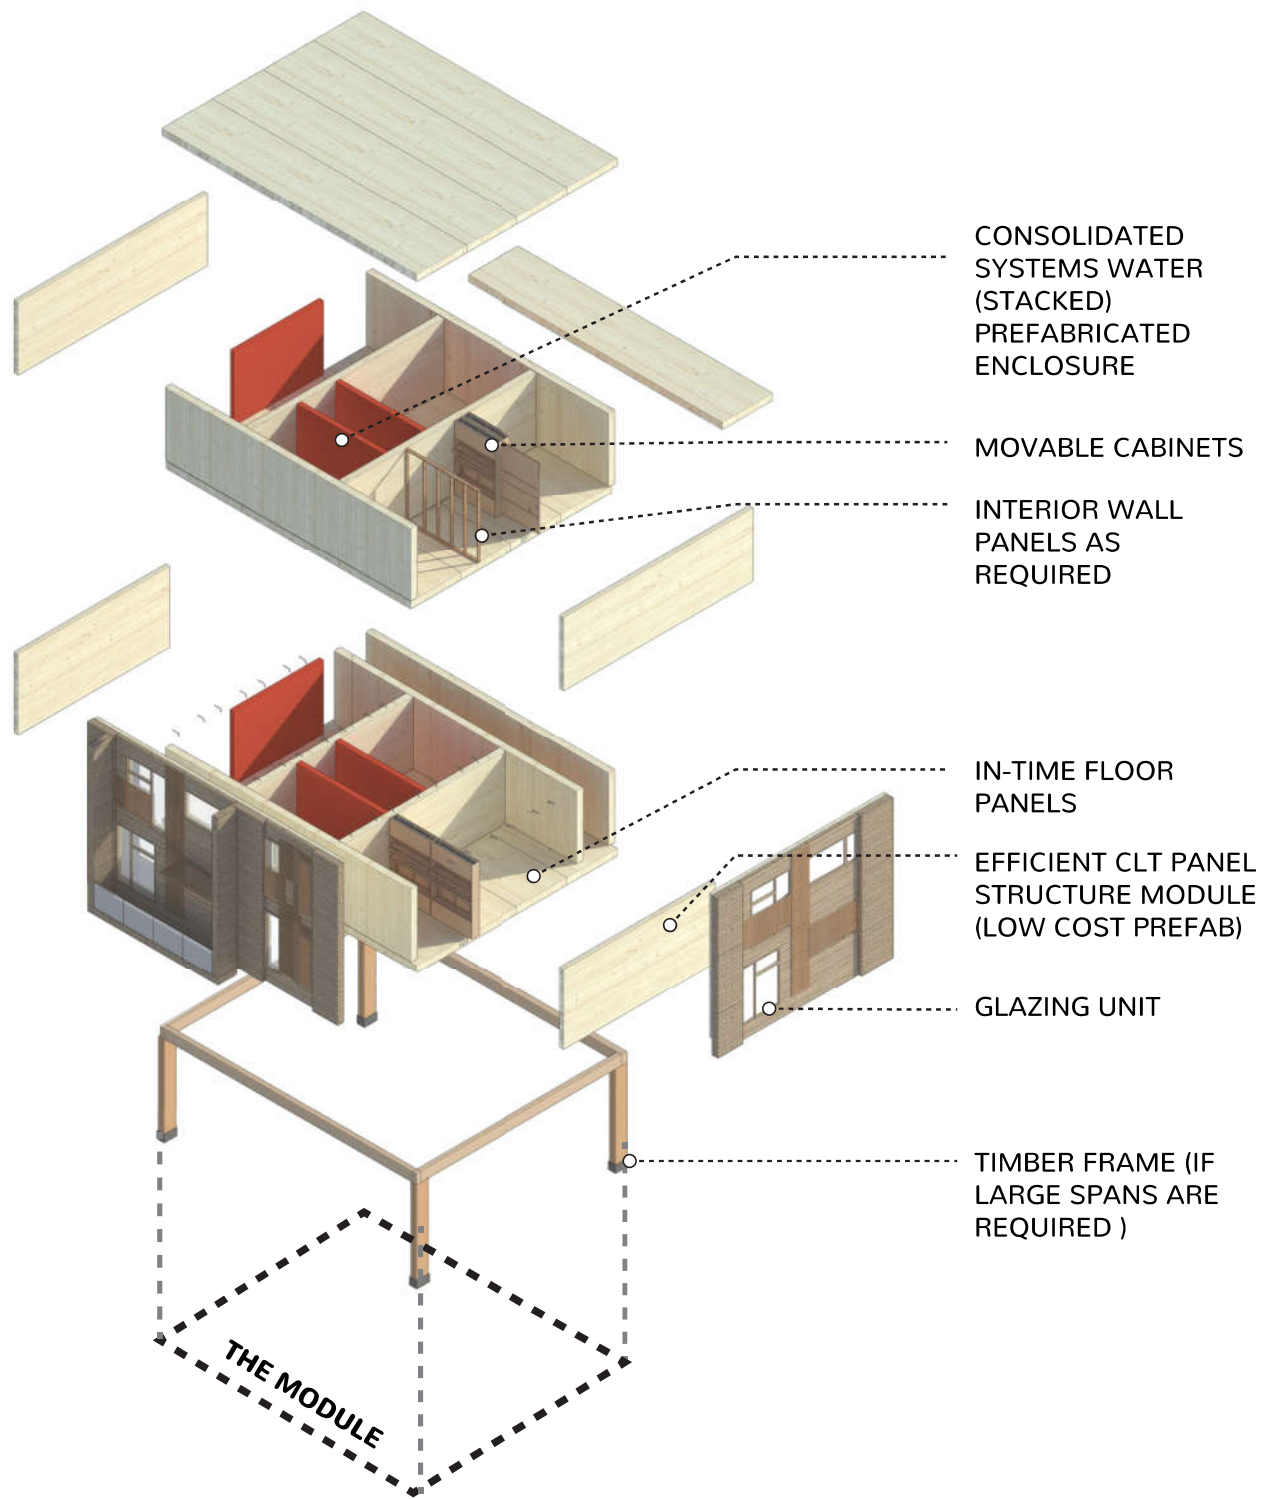 CONSOLIDATED
SYSTEMS WATER
(STACKED)
PREFABRICATED
ENCLOSURE
MOVABLE CABINETS
INTERIOR WALL
PANELS AS
REQUIRED
IN-TIME FLOOR
PANELS
EFFICIENT CLT PANEL
STRUCTURE MODULE
(LOW COST PREFAB)
GLAZING UNIT
TIMBER FRAME (IF
LARGE SPANS ARE
REQUIRED )
THE MODULE